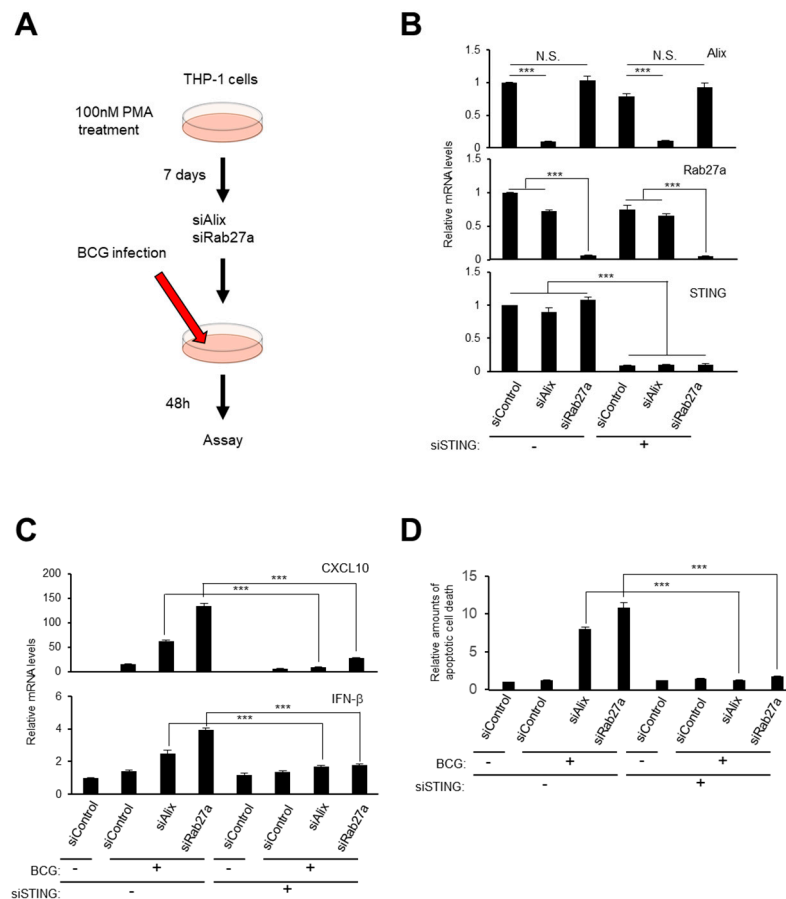 A
THP-1 cells
100nM PMA
treatment
7 days
siAlix
siRab27a
BCG infection
48h
Assay
B
Relative mRNA levels
N.S. N.S. Alix
*** ***
1.5
1
0.5
0
Rab27a
*** ***
1.5
1
0.5
0
STING
***
1.5
1
0.5
0
siControl siAlix siRab27a siControl siAlix siRab27a
siSTING: - +
C
Relative mRNA levels
CXCL10
*** ***
200
150
100
50
0
IFN-β
*** ***
6
4
2
0
siControl siControl siAlix siRab27a siControl siControl siAlix siRab27a
BCG: - + - +
siSTING: - +
D
Relative amounts of
apoptotic cell death
*** ***
15
10
5
0
siControl siControl siAlix siRab27a siControl siControl siAlix siRab27a
BCG: - + - +
siSTING: - +